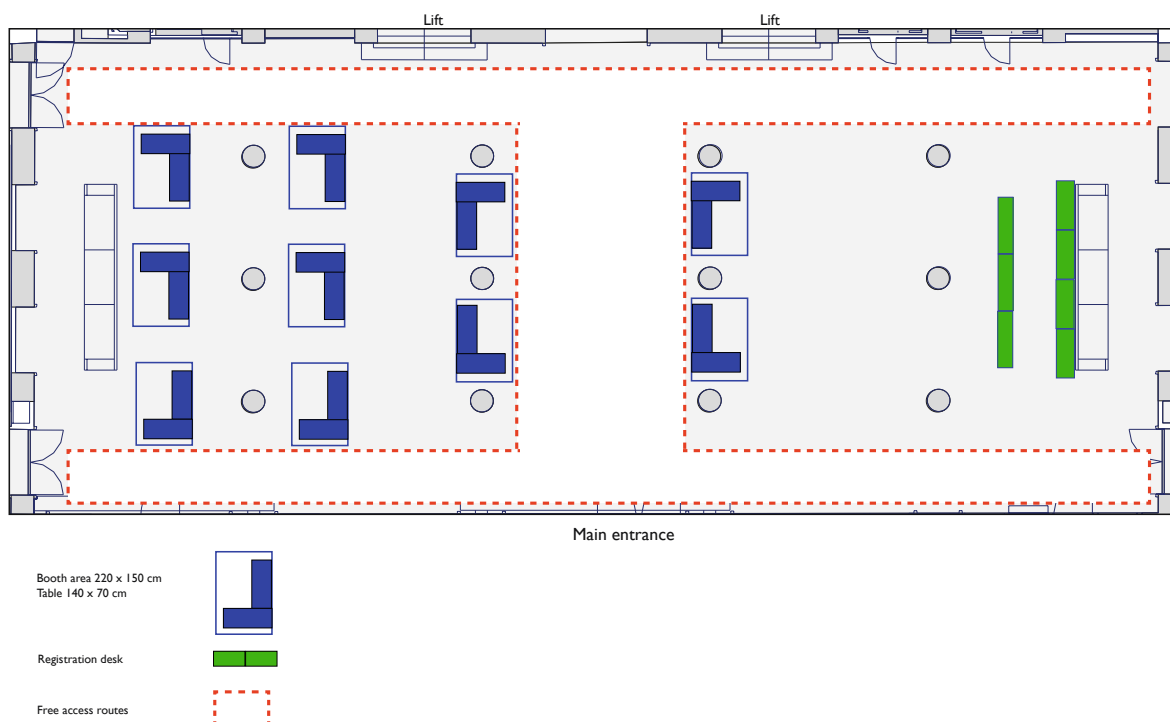 Lift
Lift
Main entrance
Booth area 220 x 150 cm
Table 140 x 70 cm
Registration desk
Free access routes